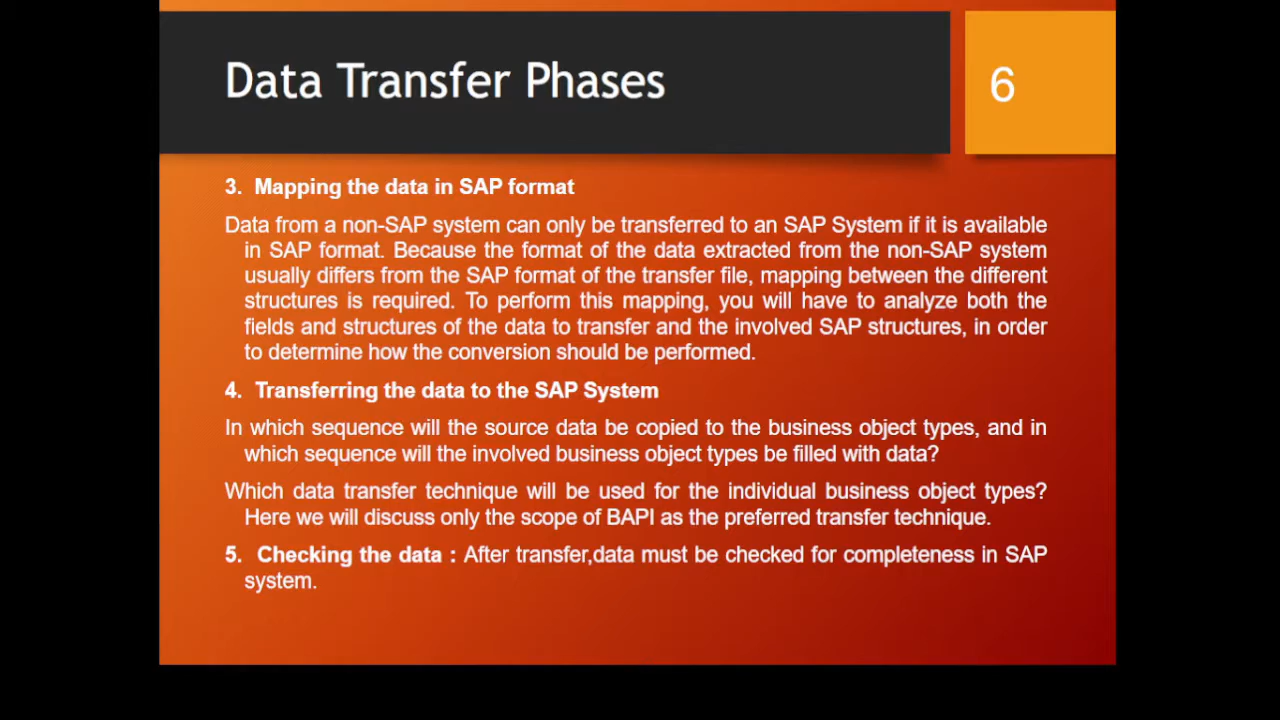 Data Transfer Phases
6
3. Mapping the data in SAP format
Data from a non-SAP system can only be transferred to an SAP System if it is available
in SAP format. Because the format of the data extracted from the non-SAP system
usually differs from the SAP format of the transfer file, mapping between the different
structures is required. To perform this mapping, you will have to analyze both the
fields and structures of the data to transfer and the involved SAP structures, in order
to determine how the conversion should be performed.
4. Transferring the data to the SAP System
In which sequence will the source data be copied to the business object types, and in
which sequence will the involved business object types be filled with data?
Which data transfer technique will be used for the individual business object types?
Here we will discuss only the scope of BAPI as the preferred transfer technique.
5. Checking the data : After transfer,data must be checked for completeness in SAP
system.